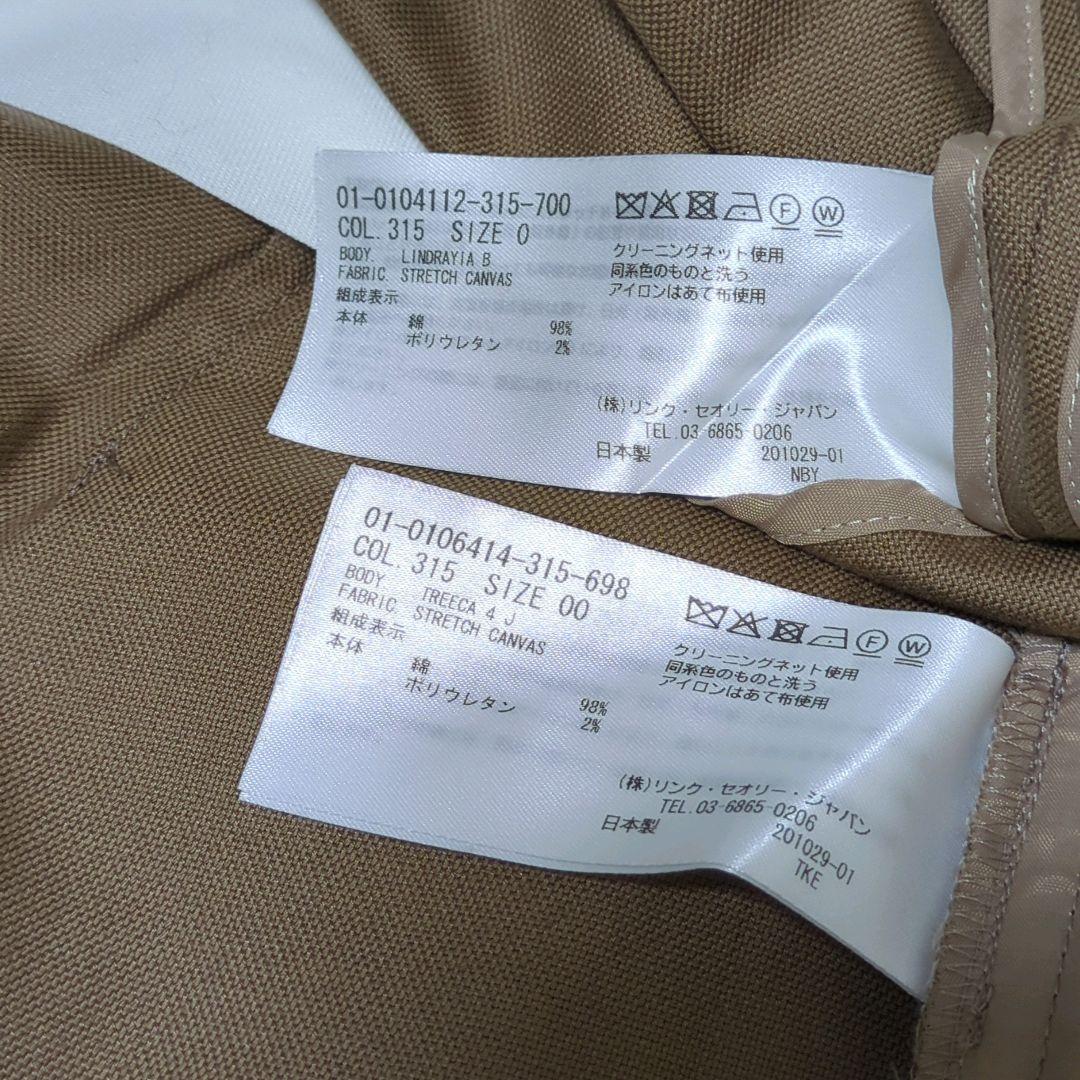 01-0104112-315-700
COL. 315 SIZE 0
BODY. LINDRAYIA B
FABRIC. STRETCH CANVAS
組成表示
本体 綿 98%
ポリウレタン 2%
F W
クリーニングネット使用
同系色のものと洗う
アイロンはあて布使用
(株)リンク・セオリー・ジャパン
TEL.03-6865-0206
日本製 201029-01
NBY
01-0106414-315-698
COL. 315 SIZE 00
BODY TREECA 4 J
FABRIC. STRETCH CANVAS
組成表示
本体 綿 98%
ポリウレタン 2%
F W
クリーニングネット使用
同系色のものと洗う
アイロンはあて布使用
(株)リンク・セオリー・ジャパン
TEL.03-6865-0206
日本製 201029-01
TKE